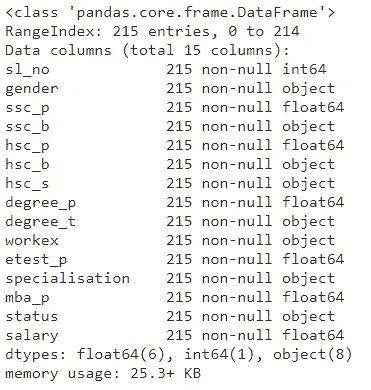 <class 'pandas.core.frame.DataFrame'>
RangeIndex: 215 entries, 0 to 214
Data columns (total 15 columns):
sl_no             215 non-null int64
gender            215 non-null object
ssc_p             215 non-null float64
ssc_b             215 non-null object
hsc_p             215 non-null float64
hsc_b             215 non-null object
hsc_s             215 non-null object
degree_p          215 non-null float64
degree_t          215 non-null object
workex            215 non-null object
etest_p           215 non-null float64
specialisation    215 non-null object
mba_p             215 non-null float64
status            215 non-null object
salary            215 non-null float64
dtypes: float64(6), int64(1), object(8)
memory usage: 25.3+ KB